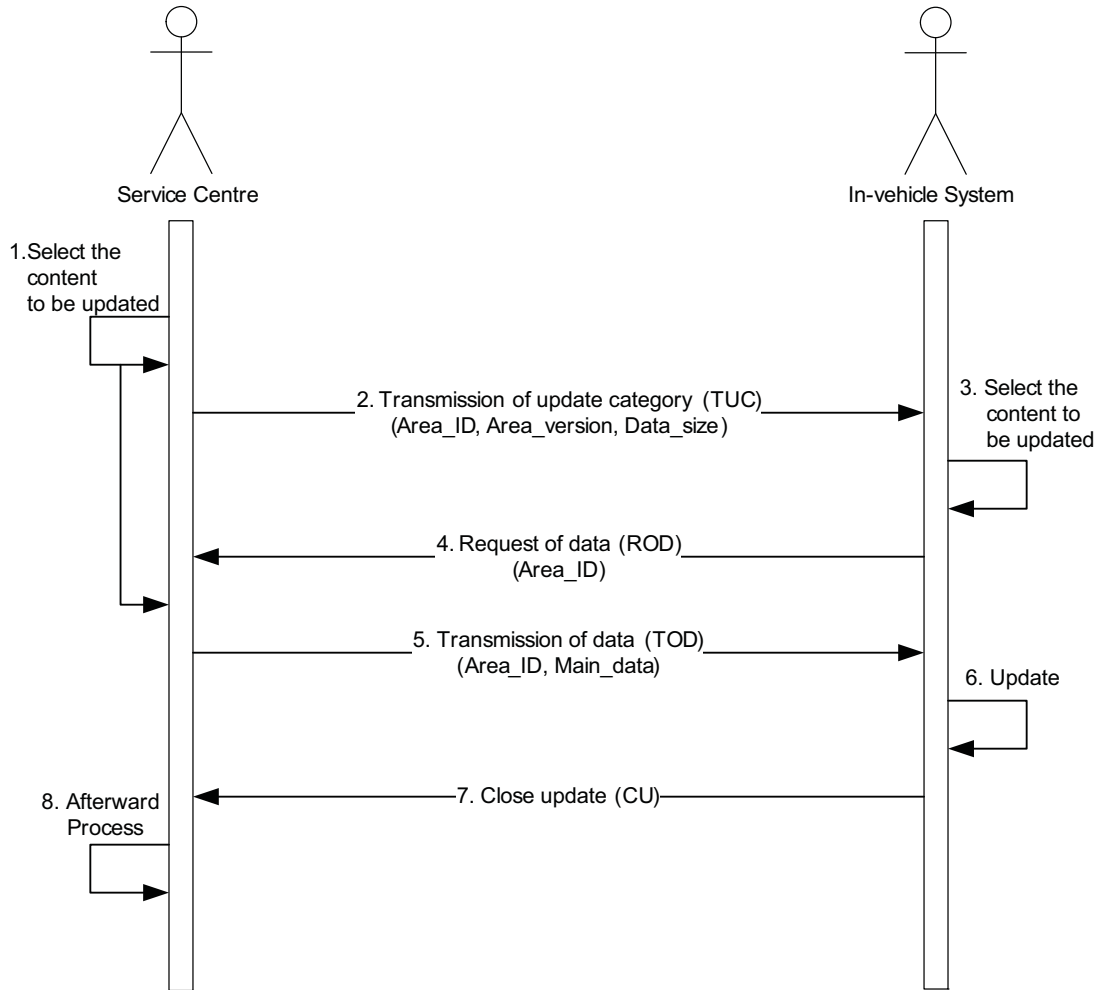 Service Centre
In-vehicle System
1.Select the
content
to be updated
2. Transmission of update category (TUC)
(Area_ID, Area_version, Data_size)
3. Select the
content to
be updated
4. Request of data (ROD)
(Area_ID)
5. Transmission of data (TOD)
(Area_ID, Main_data)
6. Update
7. Close update (CU)
8. Afterward
Process